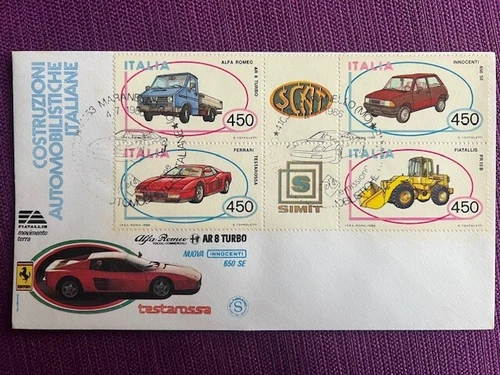 COSTRUZIONI
AUTOMOBILISTICHE
ITALIANE
ITALIA
ALFA ROMEO
AR 8 TURBO
450
ITALIA
INNOCENTI
650 SE
450
ITALIA
FERRARI
TESTAROSSA
450
SIMIT
ITALIA
FIATALLIS
FR 10B
450
FIATALLIS
movimento
terra
Alfa Romeo
AR 8 TURBO
NUOVA INNOCENTI
650 SE
testarossa
S